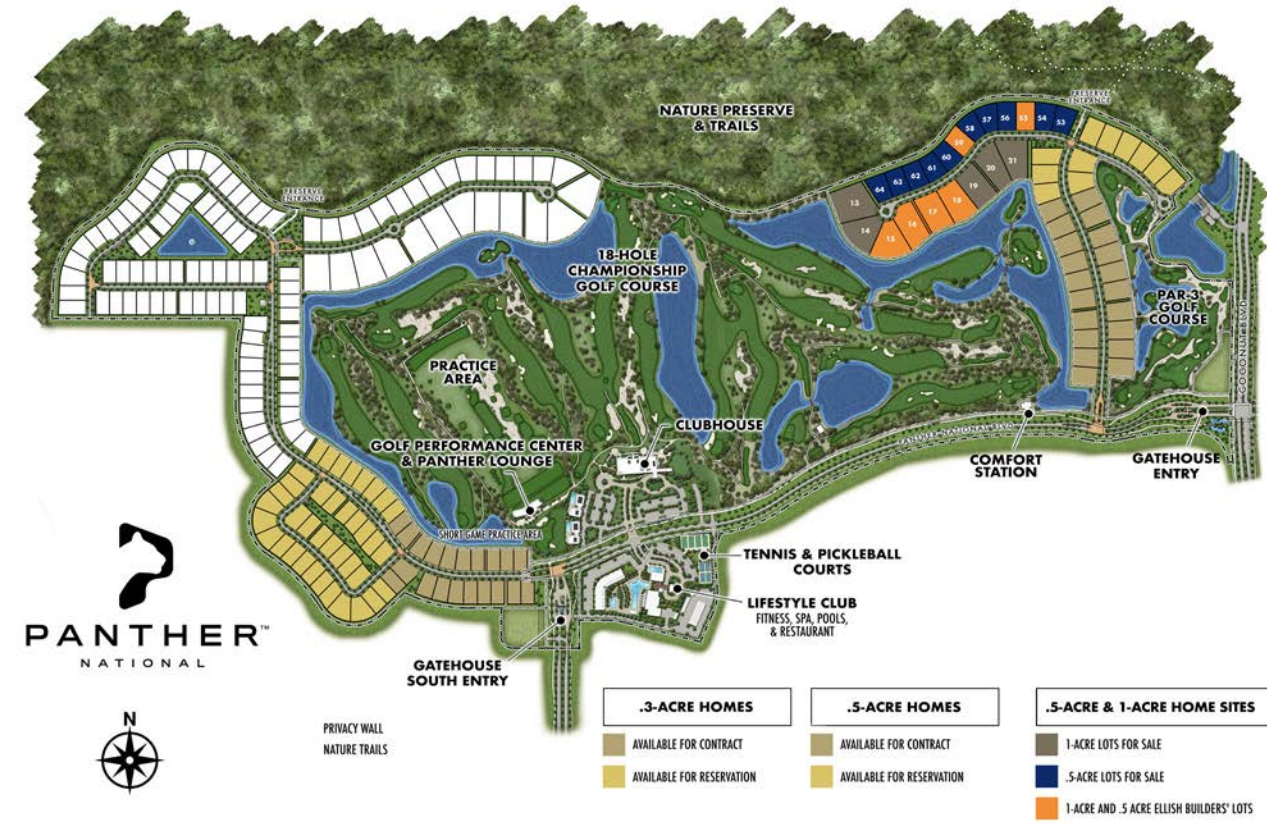 NATURE PRESERVE
& TRAILS
PRESERVE
ENTRANCE
PRESERVE
ENTRANCE
53
54
55
56
57
58
59
60
61
62
63
64
13
14
15
16
17
18
19
20
21
18-HOLE
CHAMPIONSHIP
GOLF COURSE
PAR-3
GOLF
COURSE
COCONUT BLVD
PRACTICE
AREA
GOLF PERFORMANCE CENTER
& PANTHER LOUNGE
CLUBHOUSE
PANTHER NATIONAL BLVD
COMFORT
STATION
GATEHOUSE
ENTRY
SHORT GAME PRACTICE AREA
TENNIS & PICKLEBALL
COURTS
LIFESTYLE CLUB
FITNESS, SPA, POOLS,
& RESTAURANT
GATEHOUSE
SOUTH ENTRY
PANTHER™
NATIONAL
N
PRIVACY WALL
NATURE TRAILS
.3-ACRE HOMES
AVAILABLE FOR CONTRACT
AVAILABLE FOR RESERVATION
.5-ACRE HOMES
AVAILABLE FOR CONTRACT
AVAILABLE FOR RESERVATION
.5-ACRE & 1-ACRE HOME SITES
1-ACRE LOTS FOR SALE
.5-ACRE LOTS FOR SALE
1-ACRE AND .5 ACRE ELLISH BUILDERS' LOTS